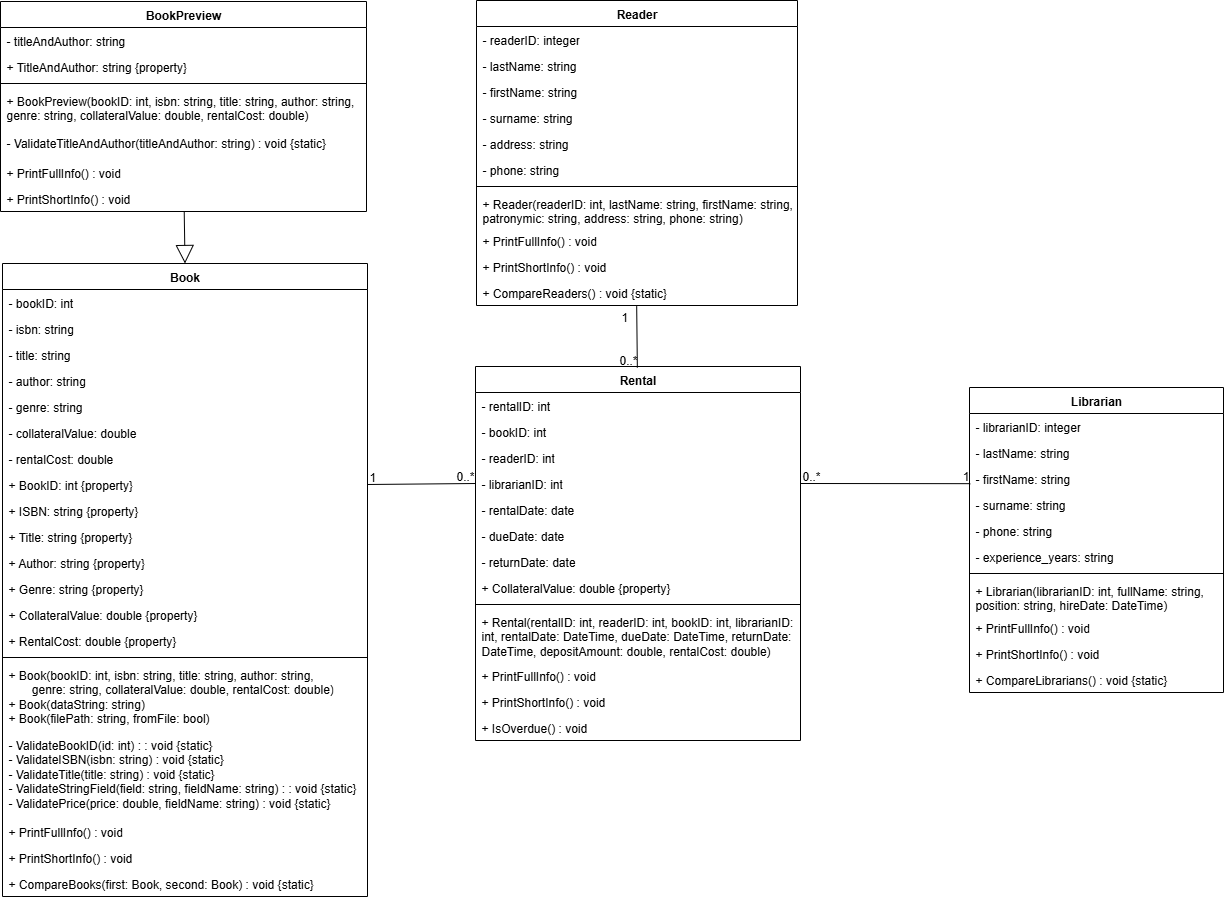 BookPreview
- titleAndAuthor: string
+ TitleAndAuthor: string {property}
+ BookPreview(bookID: int, isbn: string, title: string, author: string,
genre: string, collateralValue: double, rentalCost: double)
- ValidateTitleAndAuthor(titleAndAuthor: string) : void {static}
+ PrintFullInfo() : void
+ PrintShortInfo() : void
Book
- bookID: int
- isbn: string
- title: string
- author: string
- genre: string
- collateralValue: double
- rentalCost: double
+ BookID: int {property}
+ ISBN: string {property}
+ Title: string {property}
+ Author: string {property}
+ Genre: string {property}
+ CollateralValue: double {property}
+ RentalCost: double {property}
+ Book(bookID: int, isbn: string, title: string, author: string,
genre: string, collateralValue: double, rentalCost: double)
+ Book(dataString: string)
+ Book(filePath: string, fromFile: bool)
- ValidateBookID(id: int) : : void {static}
- ValidateISBN(isbn: string) : void {static}
- ValidateTitle(title: string) : void {static}
- ValidateStringField(field: string, fieldName: string) : : void {static}
- ValidatePrice(price: double, fieldName: string) : void {static}
+ PrintFullInfo() : void
+ PrintShortInfo() : void
+ CompareBooks(first: Book, second: Book) : void {static}
Reader
- readerID: integer
- lastName: string
- firstName: string
- surname: string
- address: string
- phone: string
+ Reader(readerID: int, lastName: string, firstName: string,
patronymic: string, address: string, phone: string)
+ PrintFullInfo() : void
+ PrintShortInfo() : void
+ CompareReaders() : void {static}
1
0..*
1
0..*
Rental
- rentalID: int
- bookID: int
- readerID: int
- librarianID: int
- rentalDate: date
- dueDate: date
- returnDate: date
+ CollateralValue: double {property}
+ Rental(rentalID: int, readerID: int, bookID: int, librarianID:
int, rentalDate: DateTime, dueDate: DateTime, returnDate:
DateTime, depositAmount: double, rentalCost: double)
+ PrintFullInfo() : void
+ PrintShortInfo() : void
+ IsOverdue() : void
0..*
1
Librarian
- librarianID: integer
- lastName: string
- firstName: string
- surname: string
- phone: string
- experience_years: string
+ Librarian(librarianID: int, fullName: string,
position: string, hireDate: DateTime)
+ PrintFullInfo() : void
+ PrintShortInfo() : void
+ CompareLibrarians() : void {static}